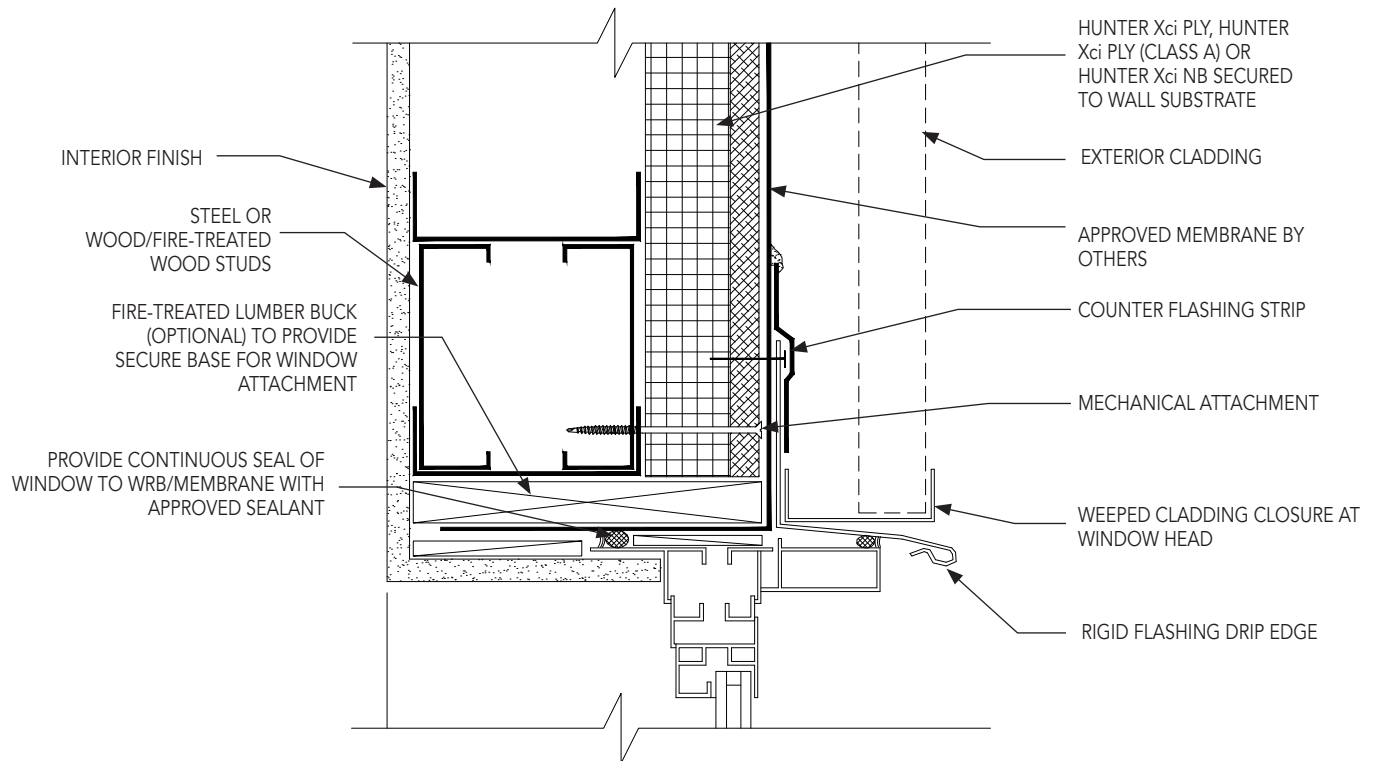 HUNTER Xci PLY, HUNTER
Xci PLY (CLASS A) OR
HUNTER Xci NB SECURED
TO WALL SUBSTRATE
INTERIOR FINISH
EXTERIOR CLADDING
STEEL OR
WOOD/FIRE-TREATED
WOOD STUDS
APPROVED MEMBRANE BY
OTHERS
FIRE-TREATED LUMBER BUCK
(OPTIONAL) TO PROVIDE
SECURE BASE FOR WINDOW
ATTACHMENT
COUNTER FLASHING STRIP
MECHANICAL ATTACHMENT
PROVIDE CONTINUOUS SEAL OF
WINDOW TO WRB/MEMBRANE WITH
APPROVED SEALANT
WEEPED CLADDING CLOSURE AT
WINDOW HEAD
RIGID FLASHING DRIP EDGE